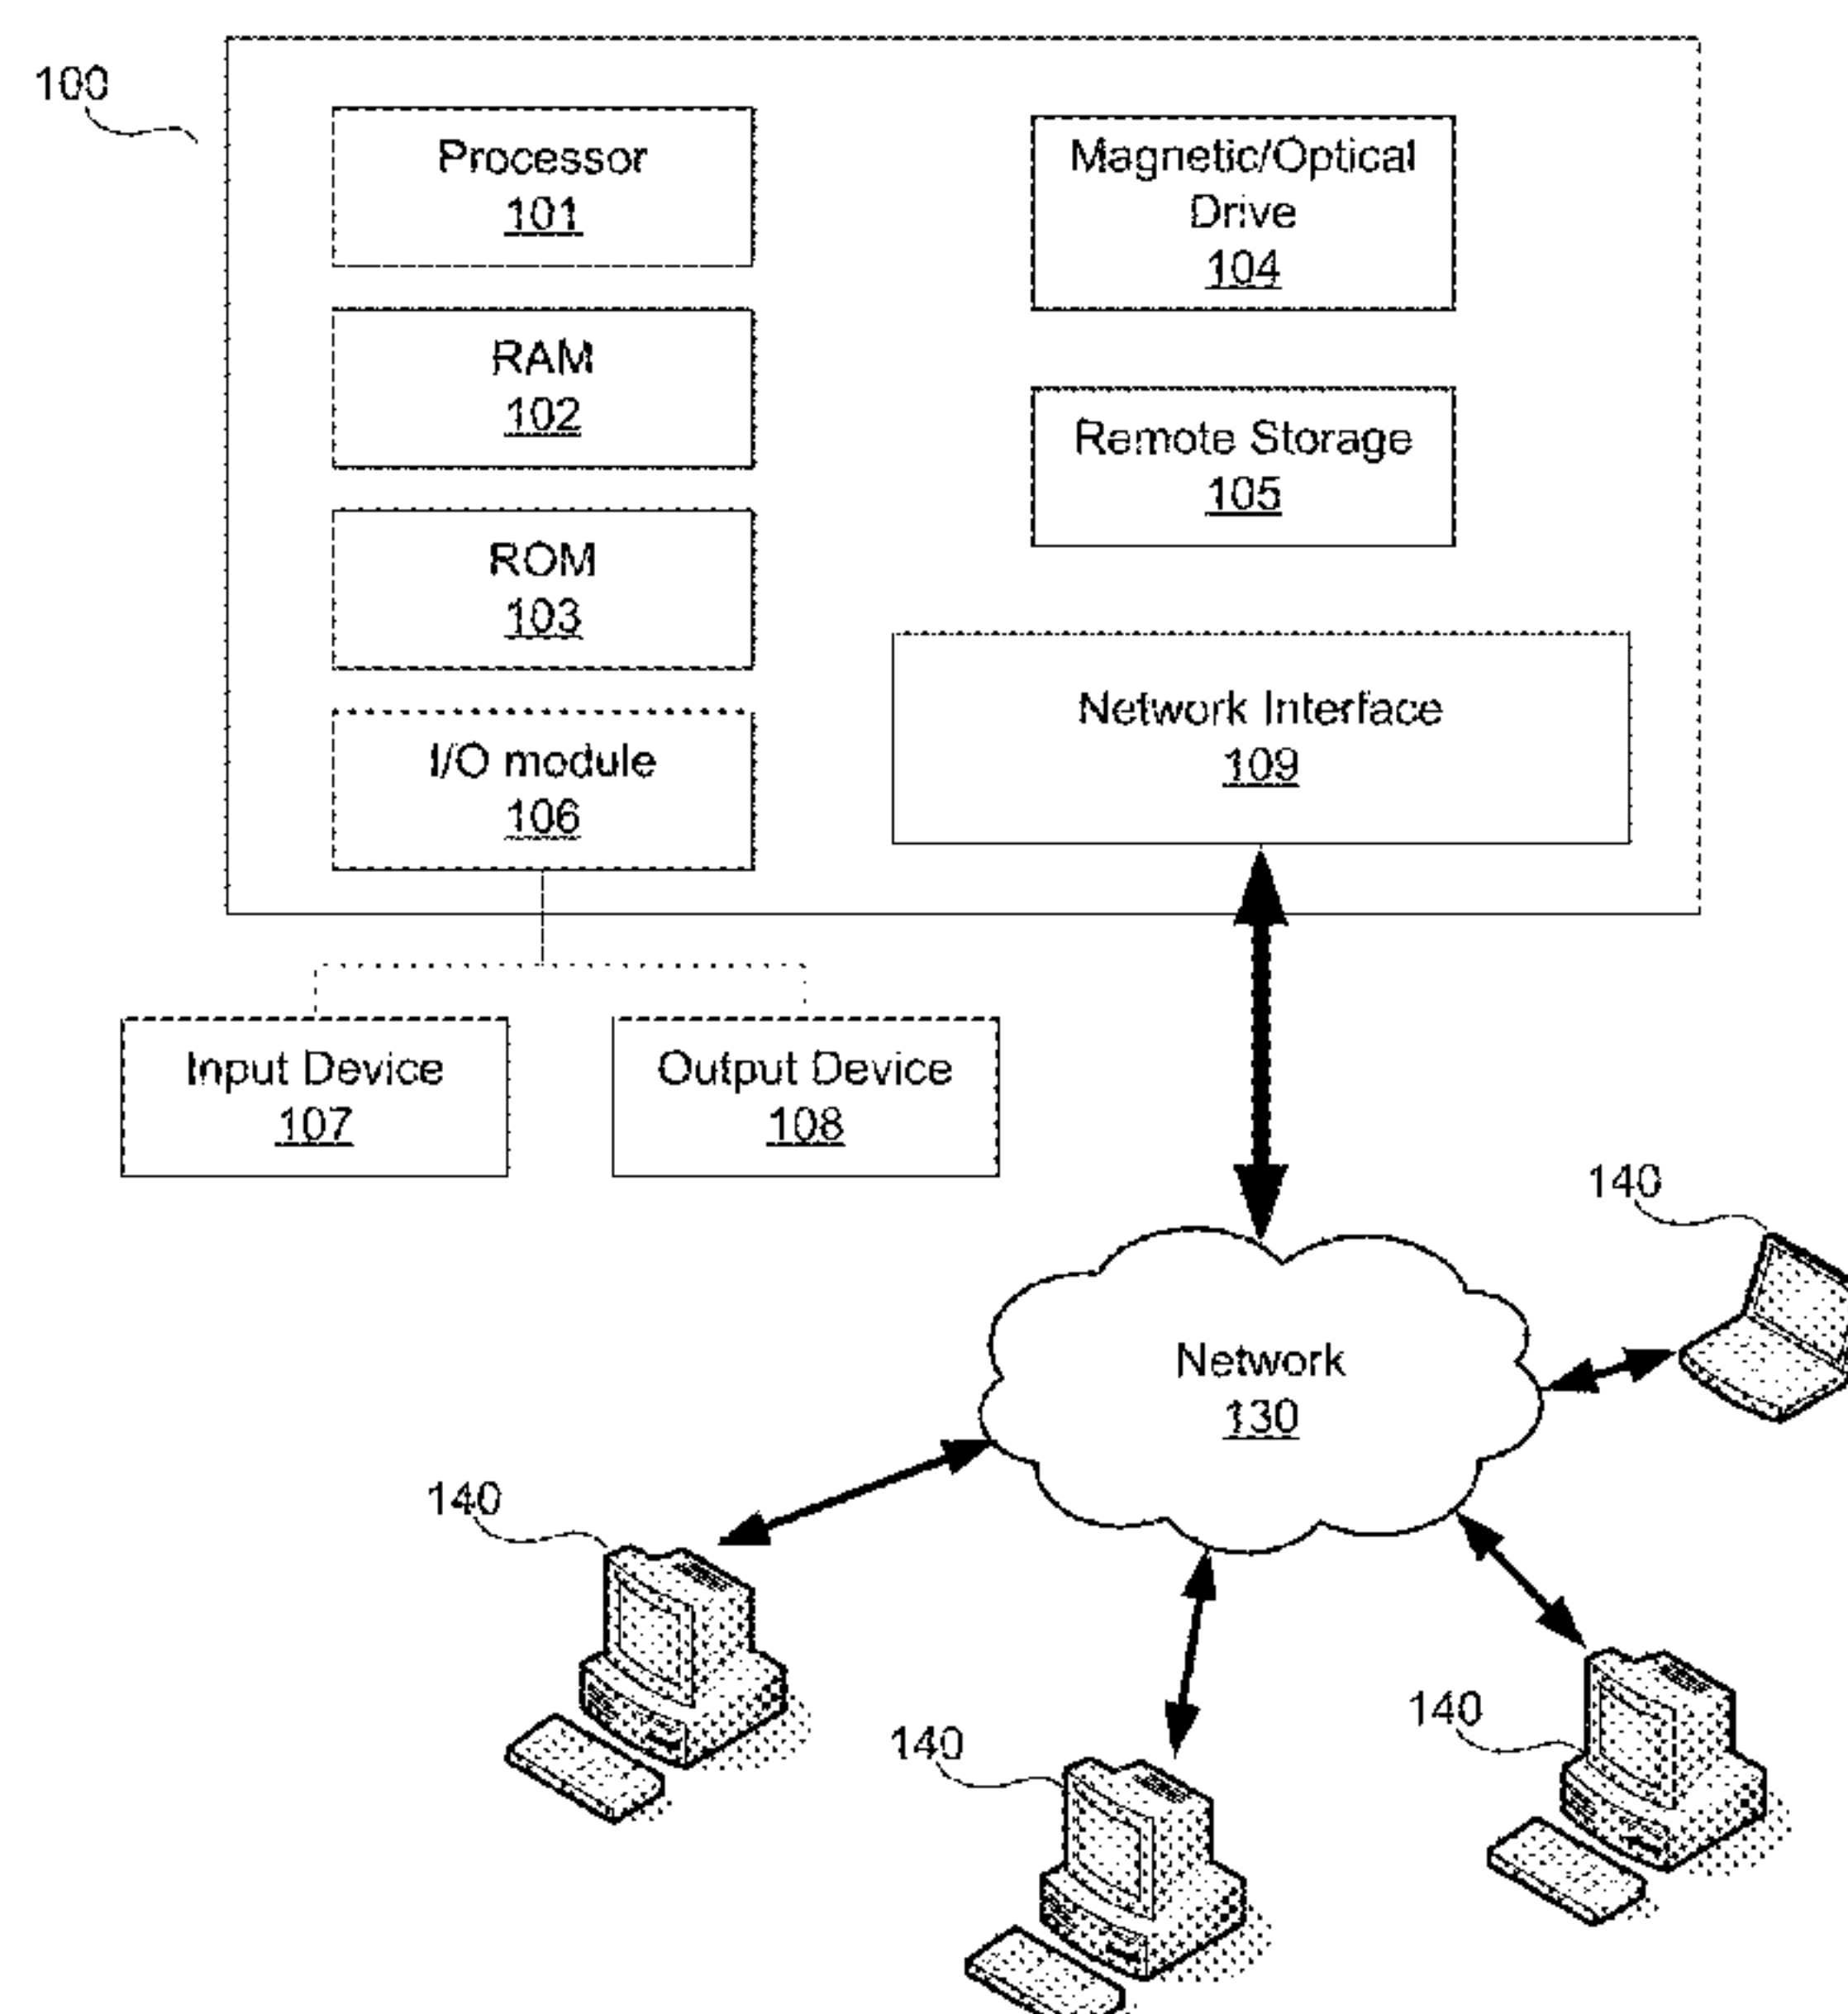 100
Processor
101
Magnetic/Optical
Drive
104
RAM
102
Remote Storage
105
ROM
103
Network Interface
109
I/O module
106
Input Device
107
Output Device
108
140
Network
130
140
140
140